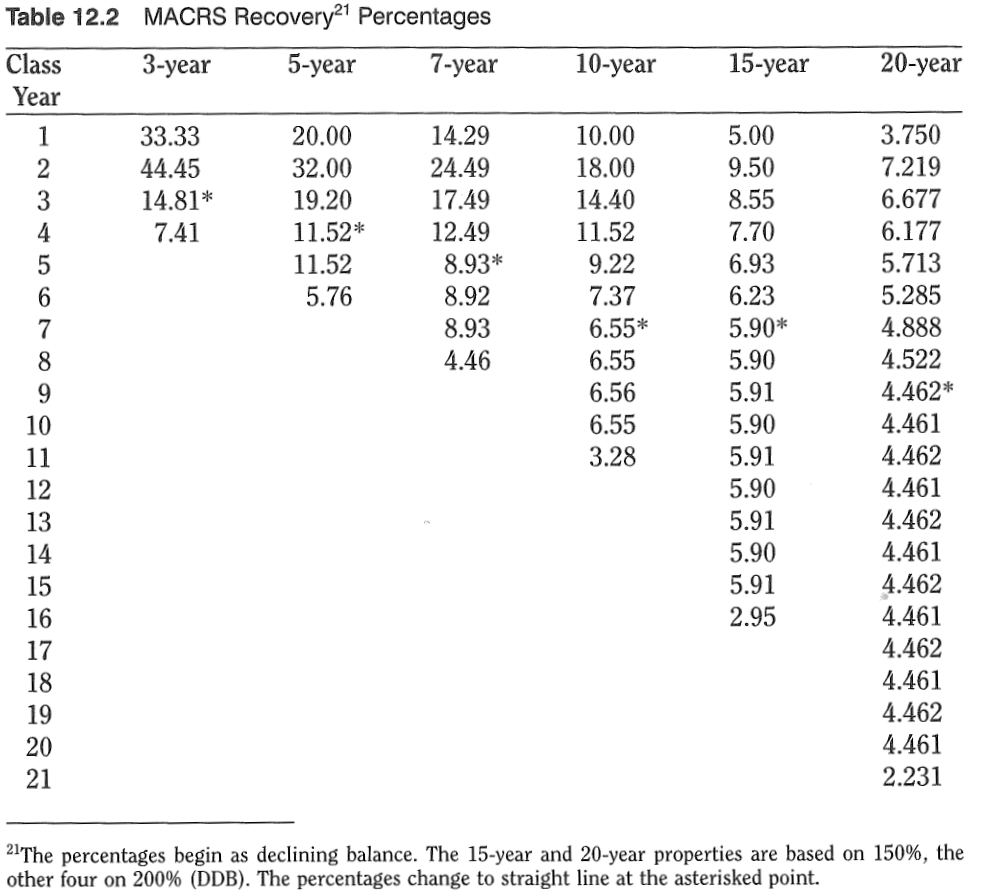 Table 12.2 MACRS Recovery21 Percentages
Class Year 3-year 5-year 7-year 10-year 15-year 20-year
1 33.33 20.00 14.29 10.00 5.00 3.750
2 44.45 32.00 24.49 18.00 9.50 7.219
3 14.81* 19.20 17.49 14.40 8.55 6.677
4 7.41 11.52* 12.49 11.52 7.70 6.177
5 11.52 8.93* 9.22 6.93 5.713
6 5.76 8.92 7.37 6.23 5.285
7 8.93 6.55* 5.90* 4.888
8 4.46 6.55 5.90 4.522
9 6.56 5.91 4.462*
10 6.55 5.90 4.461
11 3.28 5.91 4.462
12 5.90 4.461
13 5.91 4.462
14 5.90 4.461
15 5.91 4.462
16 2.95 4.461
17 4.462
18 4.461
19 4.462
20 4.461
21 2.231
21The percentages begin as declining balance. The 15-year and 20-year properties are based on 150%, the
other four on 200% (DDB). The percentages change to straight line at the asterisked point.